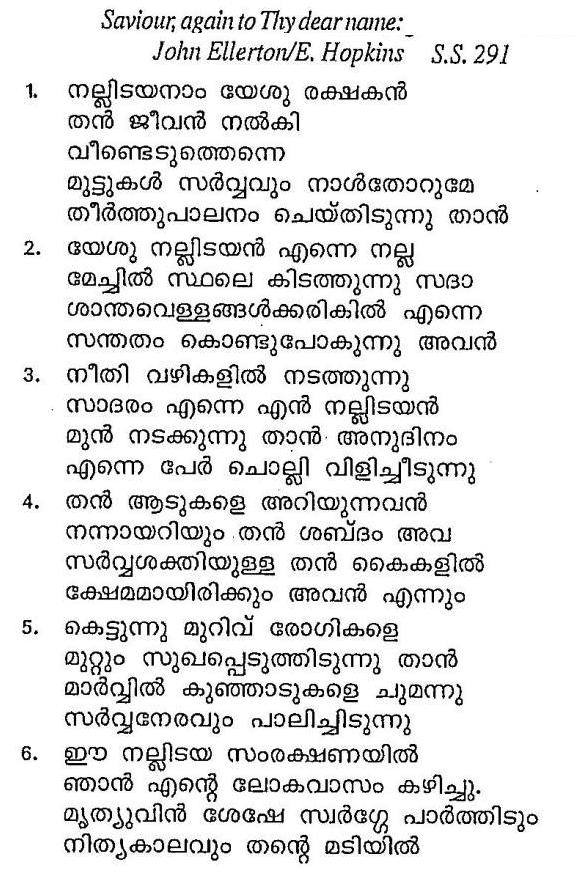 Saviour, again to Thy dear name:
John Ellerton/E. Hopkins S.S. 291
1. നല്ലിടയനാം യേശു രക്ഷകൻ
തൻ ജീവൻ നൽകി
വീണ്ടെടുത്തെന്നെ
മുട്ടുകൾ സർവ്വവും നാൾതോറുമേ
തീർത്തുപാലനം ചെയ്തിടുന്നു താൻ
2. യേശു നല്ലിടയൻ എന്നെ നല്ല
മേച്ചിൽ സ്ഥലെ കിടത്തുന്നു സദാ
ശാന്തവെള്ളങ്ങൾക്കരികിൽ എന്നെ
സന്തതം കൊണ്ടുപോകുന്നു അവൻ
3. നീതി വഴികളിൽ നടത്തുന്നു
സാദരം എന്നെ എൻ നല്ലിടയൻ
മുൻ നടക്കുന്നു താൻ അനുദിനം
എന്നെ പേർ ചൊല്ലി വിളിച്ചീടുന്നു
4. തൻ ആടുകളെ അറിയുന്നവൻ
നന്നായറിയും തൻ ശബ്ദം അവ
സർവ്വശക്തിയുള്ള തൻ കൈകളിൽ
ക്ഷേമമായിരിക്കും അവൻ എന്നും
5. കെട്ടുന്നു മുറിവ് രോഗികളെ
മുറ്റും സുഖപ്പെടുത്തിടുന്നു താൻ
മാർവ്വിൽ കുഞ്ഞാടുകളെ ചുമന്നു
സർവ്വനേരവും പാലിച്ചിടുന്നു
6. ഈ നല്ലിടയ സംരക്ഷണയിൽ
ഞാൻ എന്റെ ലോകവാസം കഴിച്ചു.
മൃത്യുവിൻ ശേഷേ സ്വർഗ്ഗേ പാർത്തിടും
നിത്യകാലവും തന്റെ മടിയിൽ